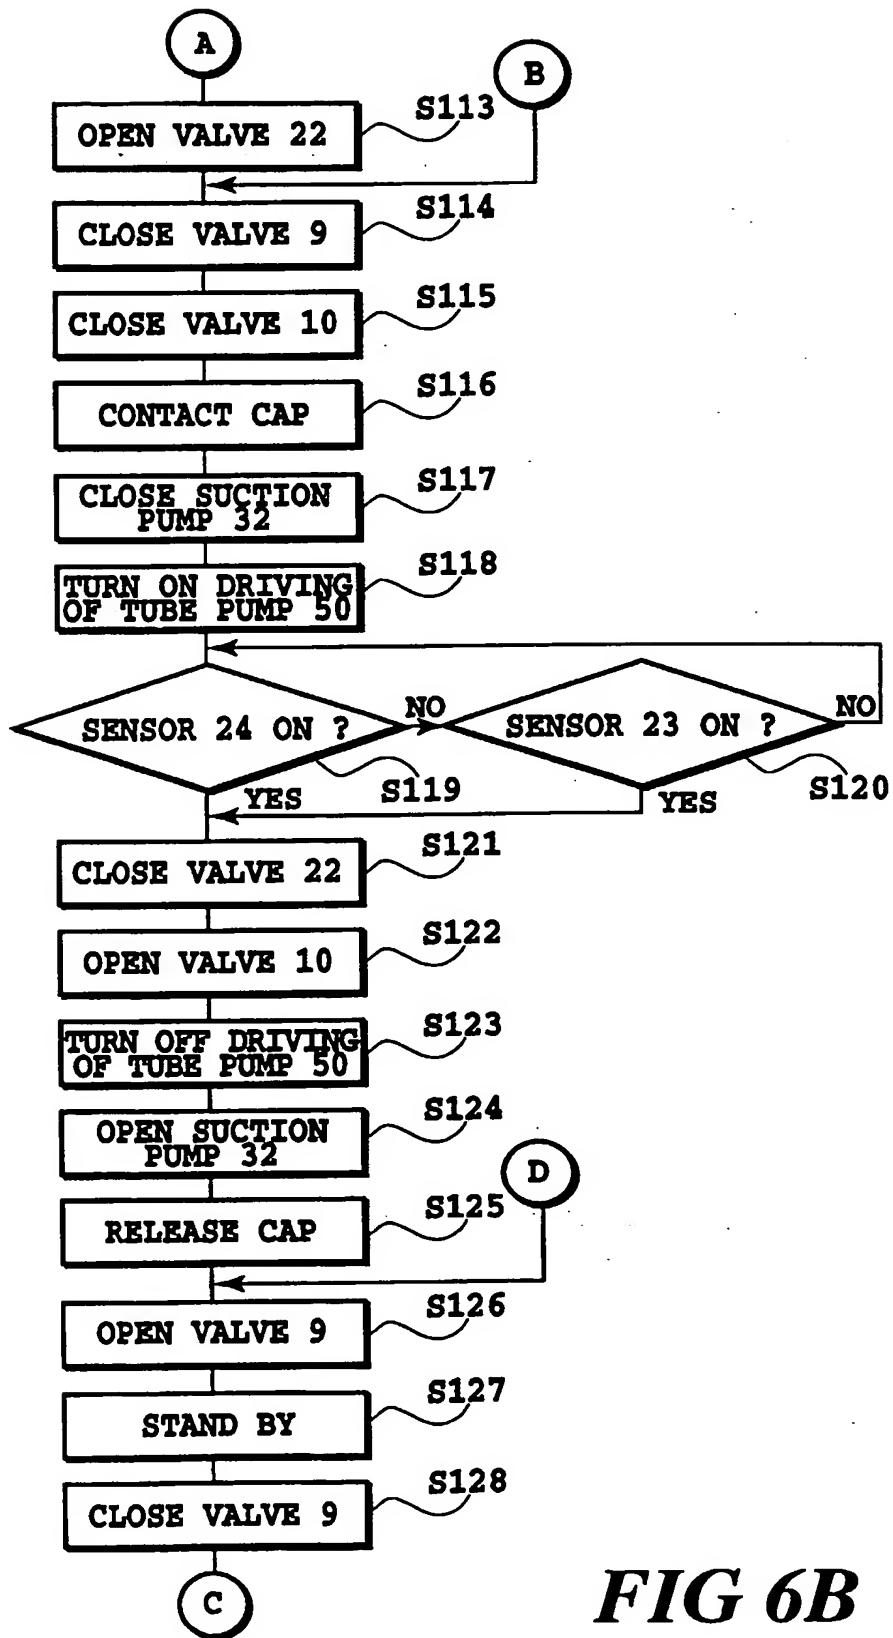 A
B
S113
OPEN VALVE 22
S114
CLOSE VALVE 9
S115
CLOSE VALVE 10
S116
CONTACT CAP
S117
CLOSE SUCTION
PUMP 32
S118
TURN ON DRIVING
OF TUBE PUMP 50
SENSOR 24 ON ?
NO
SENSOR 23 ON ?
NO
S119
S120
YES
YES
S121
CLOSE VALVE 22
S122
OPEN VALVE 10
S123
TURN OFF DRIVING
OF TUBE PUMP 50
S124
OPEN SUCTION
PUMP 32
D
S125
RELEASE CAP
S126
OPEN VALVE 9
S127
STAND BY
S128
CLOSE VALVE 9
C
FIG 6B